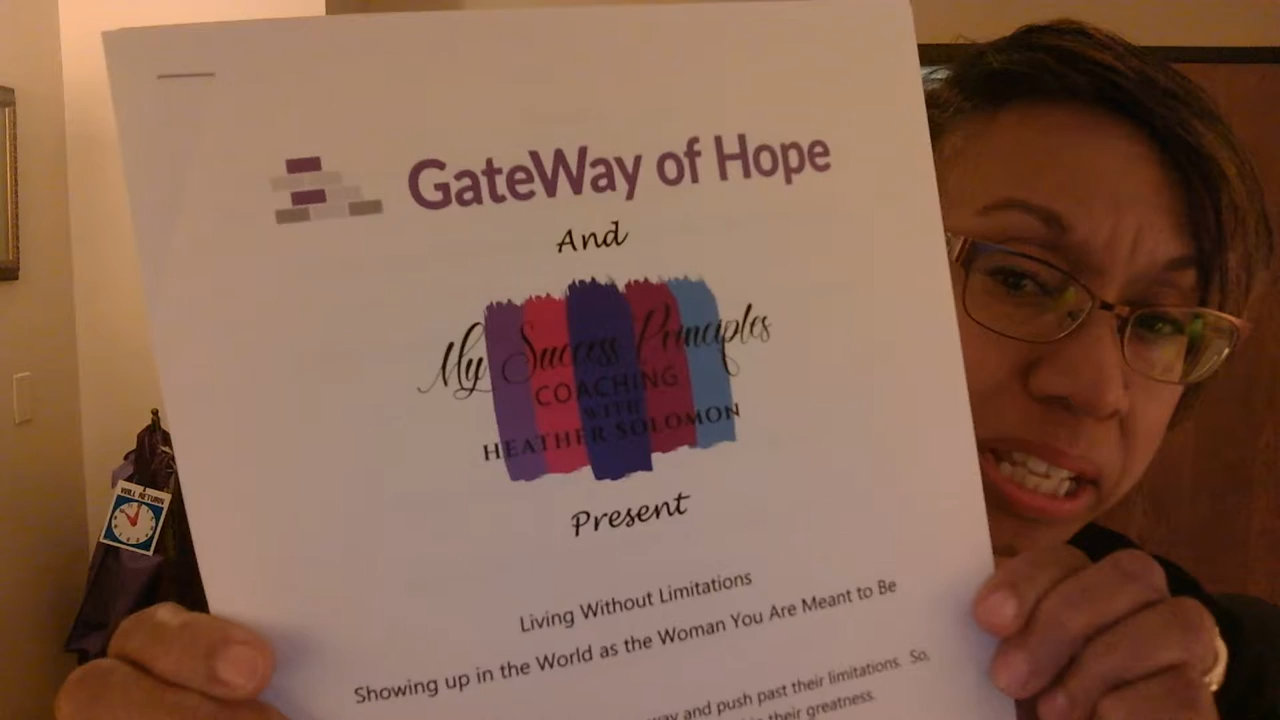 GateWay of Hope
And
My Success Principles
COACHING
WITH
HEATHER SOLOMON
Present
Living Without Limitations
Showing up in the World as the Woman You Are Meant to Be
way and push past their limitations. So,
their greatness.
WILL RETURN